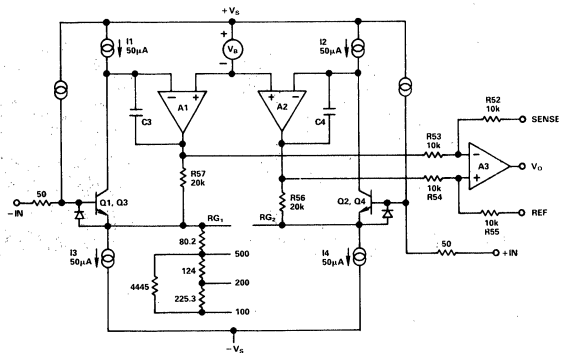 +VS
I1
50µA
+
VB
−
I2
50µA
− +
A1
C3
+ −
A2
C4
R52
10k
SENSE
R53
10k
−
A3
+
VO
R57
20k
R56
20k
10k
R54
50
−IN
Q1, Q3
Q2, Q4
RG1
RG2
10k
R55
REF
80.2
500
I3
50µA
I4
50µA
50
+IN
4445
124
200
225.3
100
−VS